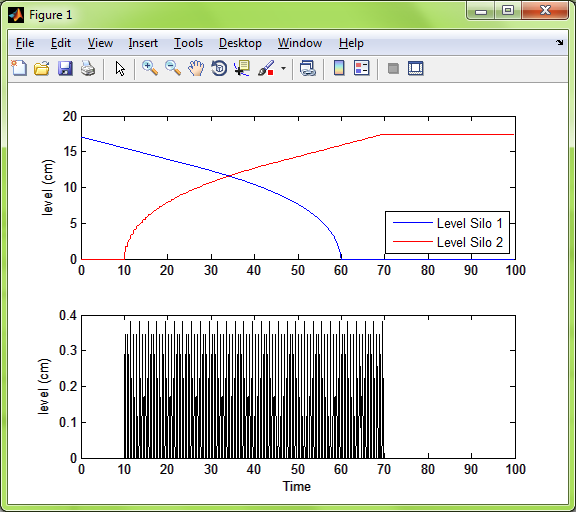 Figure 1
File Edit View Insert Tools Desktop Window Help
20
15
10
5
0
level (cm)
Level Silo 1
Level Silo 2
0 10 20 30 40 50 60 70 80 90 100
0.4
0.3
0.2
0.1
0
level (cm)
0 10 20 30 40 50 60 70 80 90 100
Time